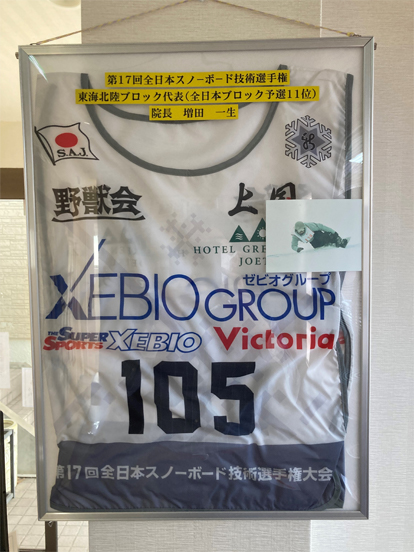 第17回全日本スノーボード技術選手権
東海北陸ブロック代表(全日本ブロック予選11位)
院長 増田 一生
S.A.J.
野獣会
上国
HOTEL GRE
JOET
ゼビオグループ
XEBIO GROUP
THE SUPER SPORTS XEBIO
Victoria
105
第17回全日本スノーボード技術選手権大会